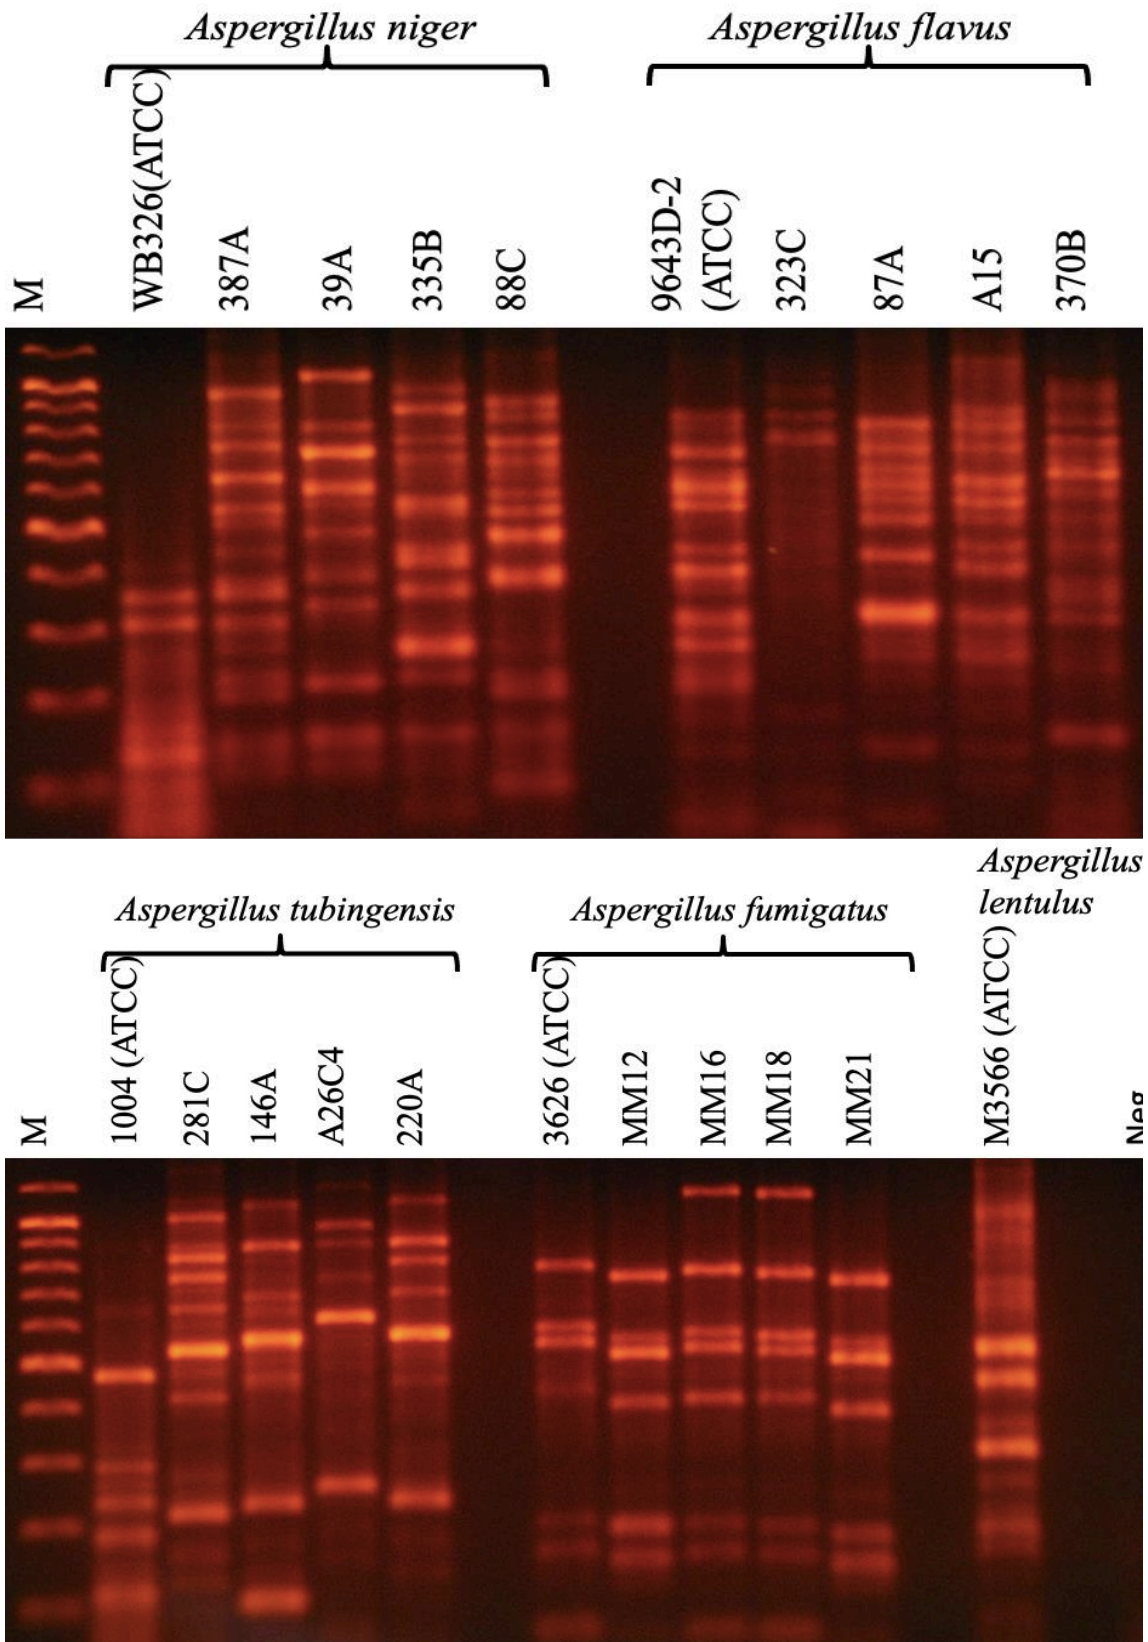 Aspergillus niger
Aspergillus flavus
M
WB326(ATCC)
387A
39A
335B
88C
9643D-2
(ATCC)
323C
87A
A15
370B
Aspergillus tubingensis
Aspergillus fumigatus
Aspergillus
lentulus
M
1004 (ATCC)
281C
146A
A26C4
220A
3626 (ATCC)
MM12
MM16
MM18
MM21
M3566 (ATCC)
Neg